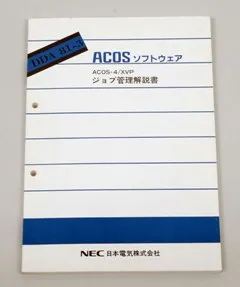 DDA 81-3
ACOS ソフトウェア
ACOS-4/XVP
ジョブ管理解説書
NEC 日本電気株式会社